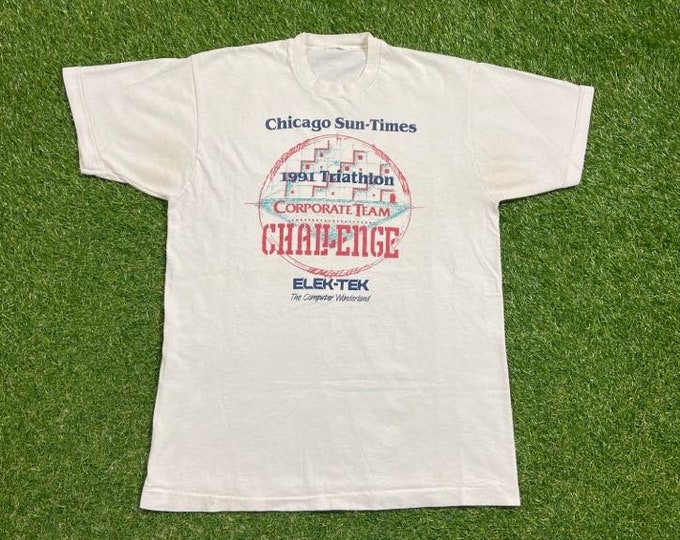 Chicago Sun-Times
1991 Triathlon
CORPORATE TEAM
CHALLENGE
ELEK-TEK
The Computer Wonderland